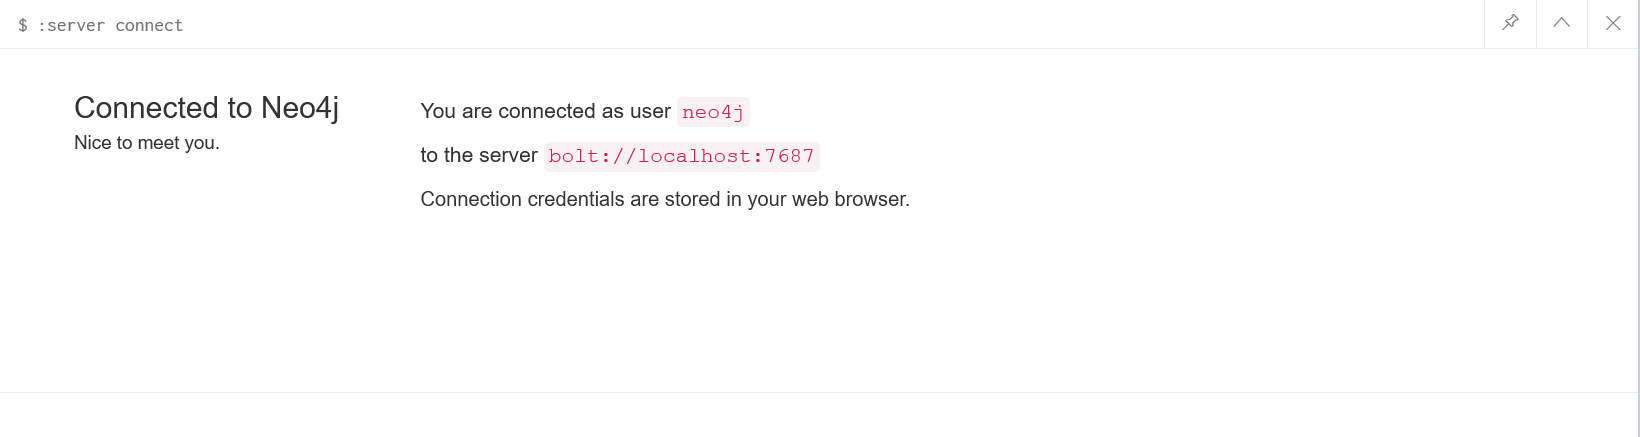 $ :server connect
Connected to Neo4j
Nice to meet you.
You are connected as user neo4j
to the server bolt://localhost:7687
Connection credentials are stored in your web browser.